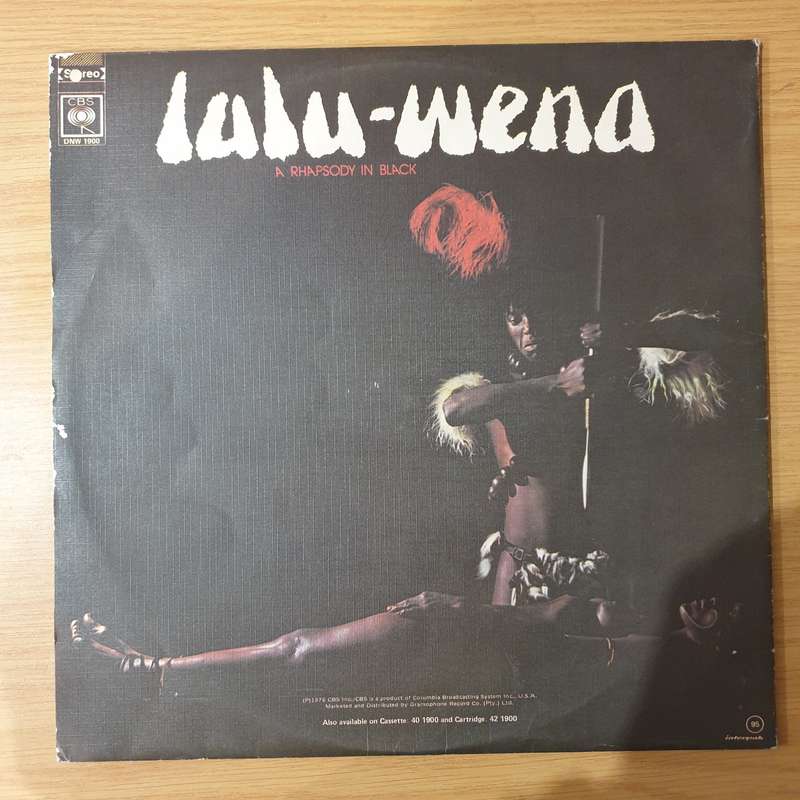 Stereo
CBS
DNW 1900
lulu-wena
A RHAPSODY IN BLACK
(P)1976 CBS Inc./CBS is a product of Columbia Broadcasting System Inc., U.S.A.
Marketed and Distributed by Gramophone Record Co. (Pty.) Ltd.
Also available on Cassette: 40 1900 and Cartridge: 42 1900
95